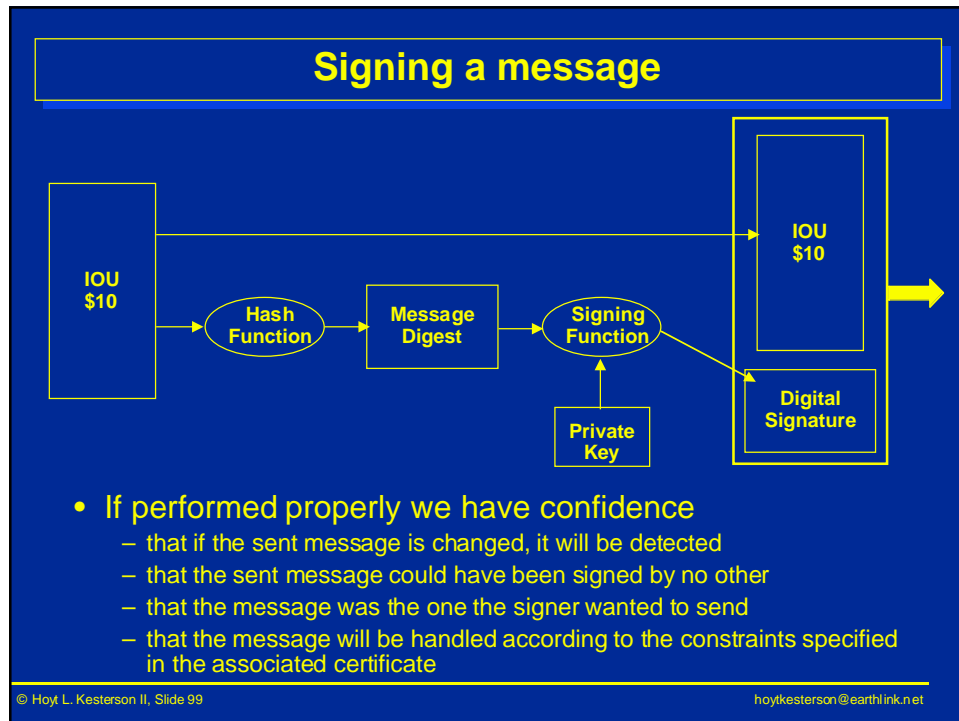 Signing a message
IOU
$10
Hash
Function
Message
Digest
Signing
Function
Private
Key
IOU
$10
Digital
Signature
• If performed properly we have confidence
– that if the sent message is changed, it will be detected
– that the sent message could have been signed by no other
– that the message was the one the signer wanted to send
– that the message will be handled according to the constraints specified
in the associated certificate
© Hoyt L. Kesterson II, Slide 99
hoytkesterson@earthlink.net